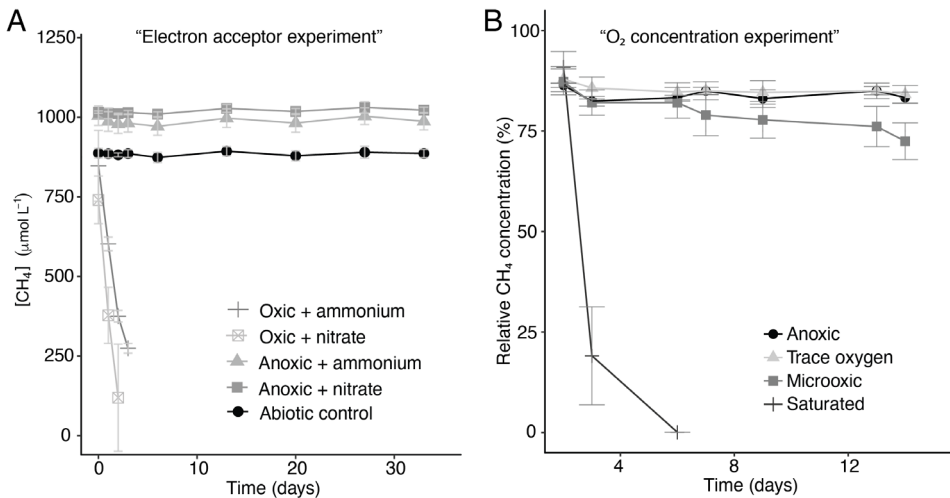 A
"Electron acceptor experiment"
1250
1000
750
500
250
0
[CH₄] (μmol L⁻¹)
Oxic + ammonium
Oxic + nitrate
Anoxic + ammonium
Anoxic + nitrate
Abiotic control
0 10 20 30
Time (days)
B
"O₂ concentration experiment"
100
75
50
25
0
Relative CH₄ concentration (%)
Anoxic
Trace oxygen
Microoxic
Saturated
4 8 12
Time (days)